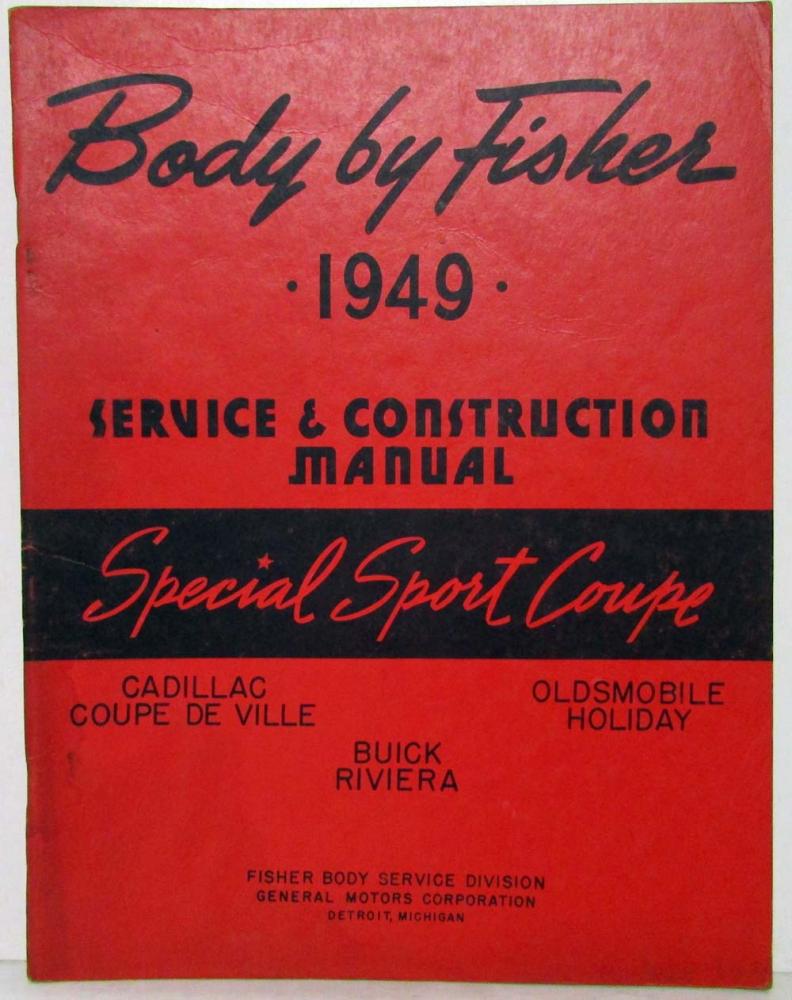 Body by Fisher
· 1949 ·
SERVICE & CONSTRUCTION
MANUAL
Special Sport Coupe
CADILLAC
COUPE DE VILLE
OLDSMOBILE
HOLIDAY
BUICK
RIVIERA
FISHER BODY SERVICE DIVISION
GENERAL MOTORS CORPORATION
DETROIT, MICHIGAN